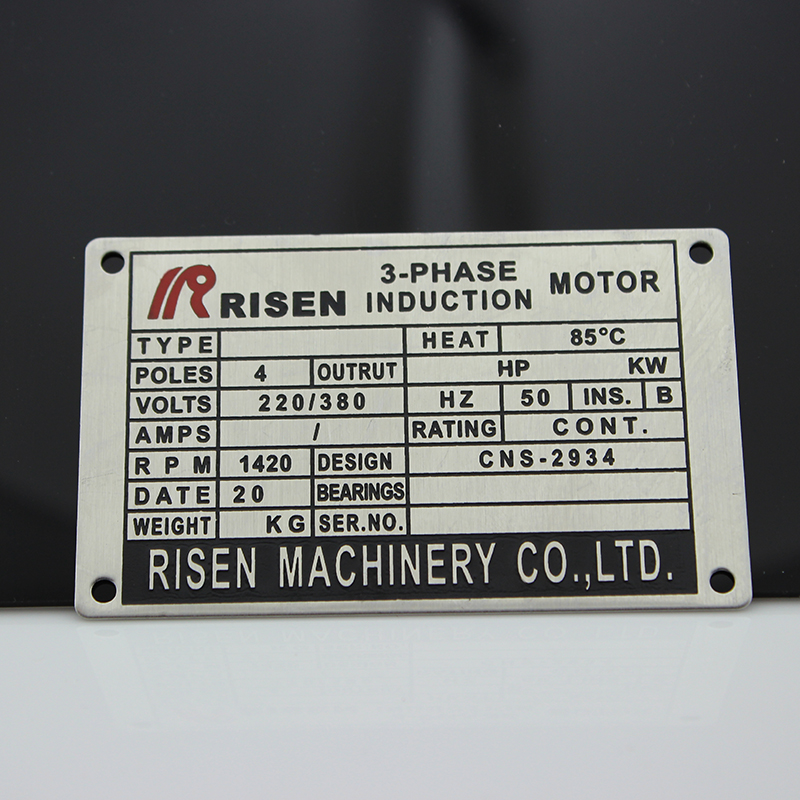 RISEN 3-PHASE INDUCTION MOTOR
TYPE HEAT 85°C
POLES 4 OUTRUT HP KW
VOLTS 220/380 HZ 50 INS. B
AMPS / RATING CONT.
RPM 1420 DESIGN CNS-2934
DATE 20 BEARINGS
WEIGHT KG SER.NO.
RISEN MACHINERY CO.,LTD.